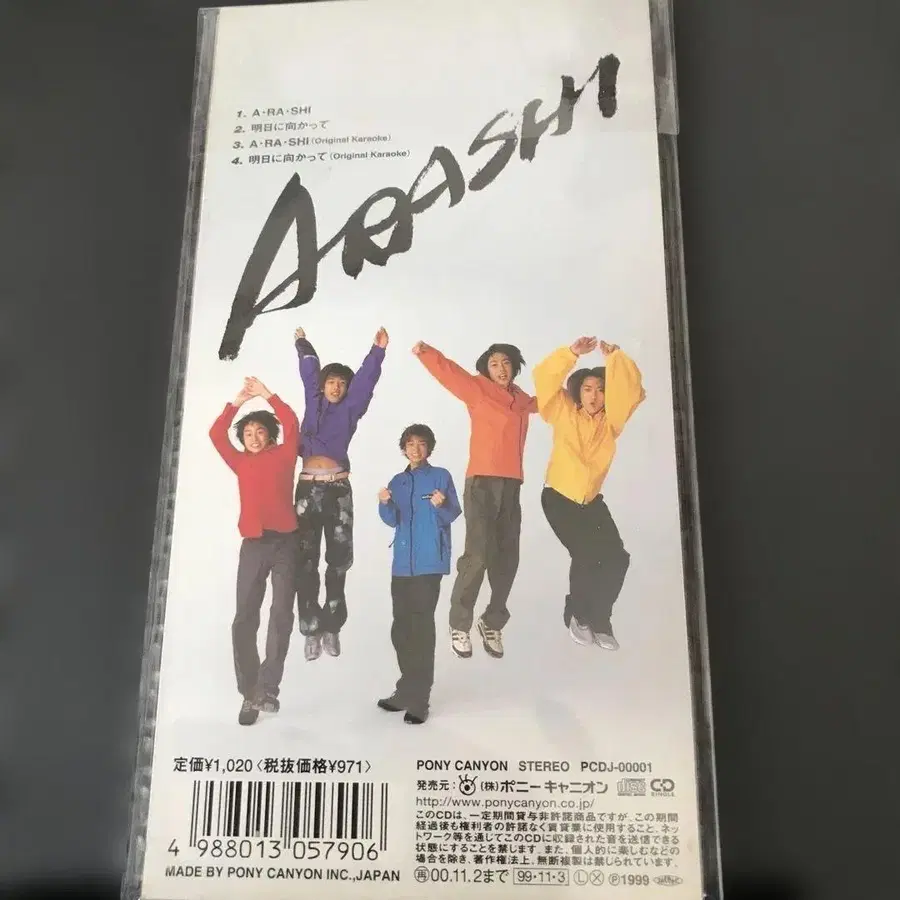 1. A・RA・SHI
2. 明日に向かって
3. A・RA・SHI (Original Karaoke)
4. 明日に向かって (Original Karaoke)
ARASHI
定価¥1,020〈税抜価格¥971〉
4 988013 057906
MADE BY PONY CANYON INC.,JAPAN
PONY CANYON STEREO PCDJ-00001
発売元: (株)ポニーキャニオン
http://www.ponycanyon.co.jp/
このCDは、一定期間貸与非許諾商品ですが、この期間
経過後も権利者の許諾なく賃貸業に使用すること、ネッ
トワーク等を通じてこのCDに収録された音を送信できる
状態にすることを禁じます。また、個人的に楽しむなどの
場合を除き、著作権法上、無断複製は禁じられています。
再00.11.2まで 99・11・3 Ⓛ Ⓧ Ⓟ1999